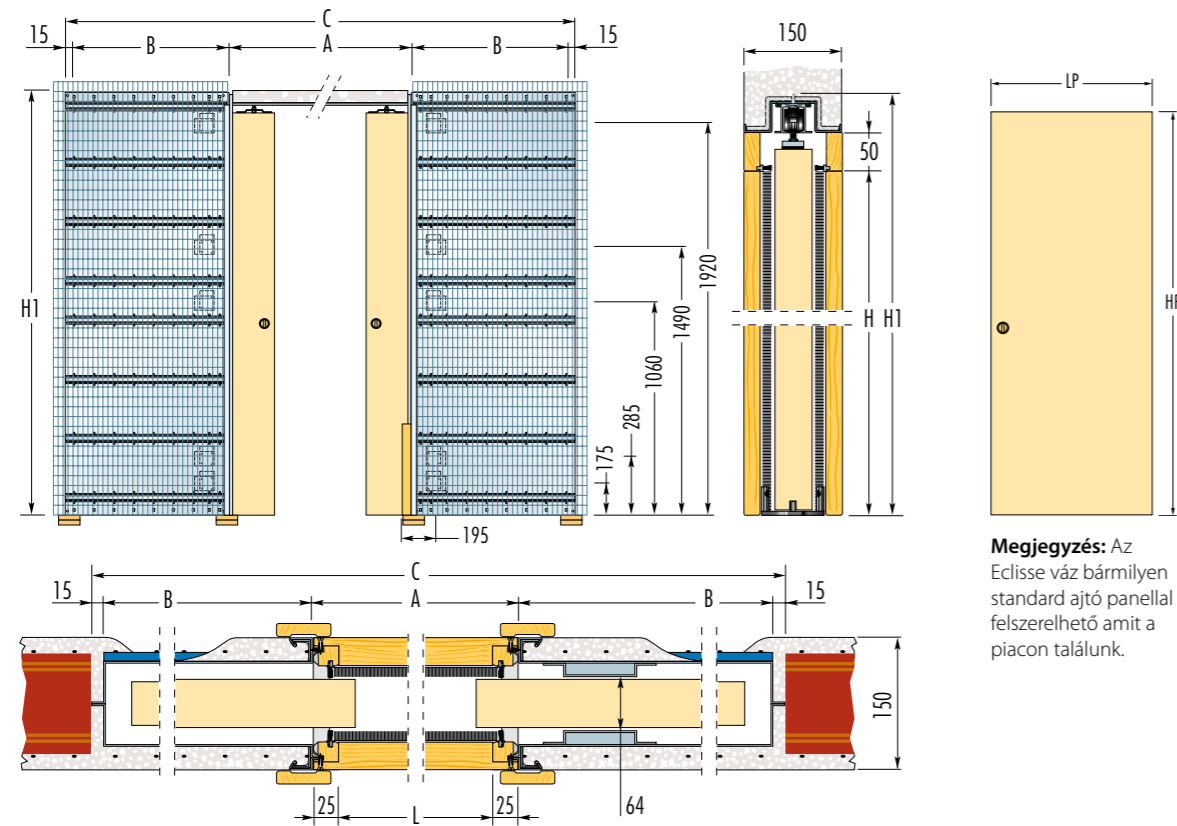 C
15 B A B 15
H1
1920
1490
1060
285
175
195
150
50
H H1
LP
HP
Megjegyzés: Az
Eclisse váz bármilyen
standard ajtó panellal
felszerelhető amit a
piacon találunk.
C
15 B A B 15
150
25 L 25 64